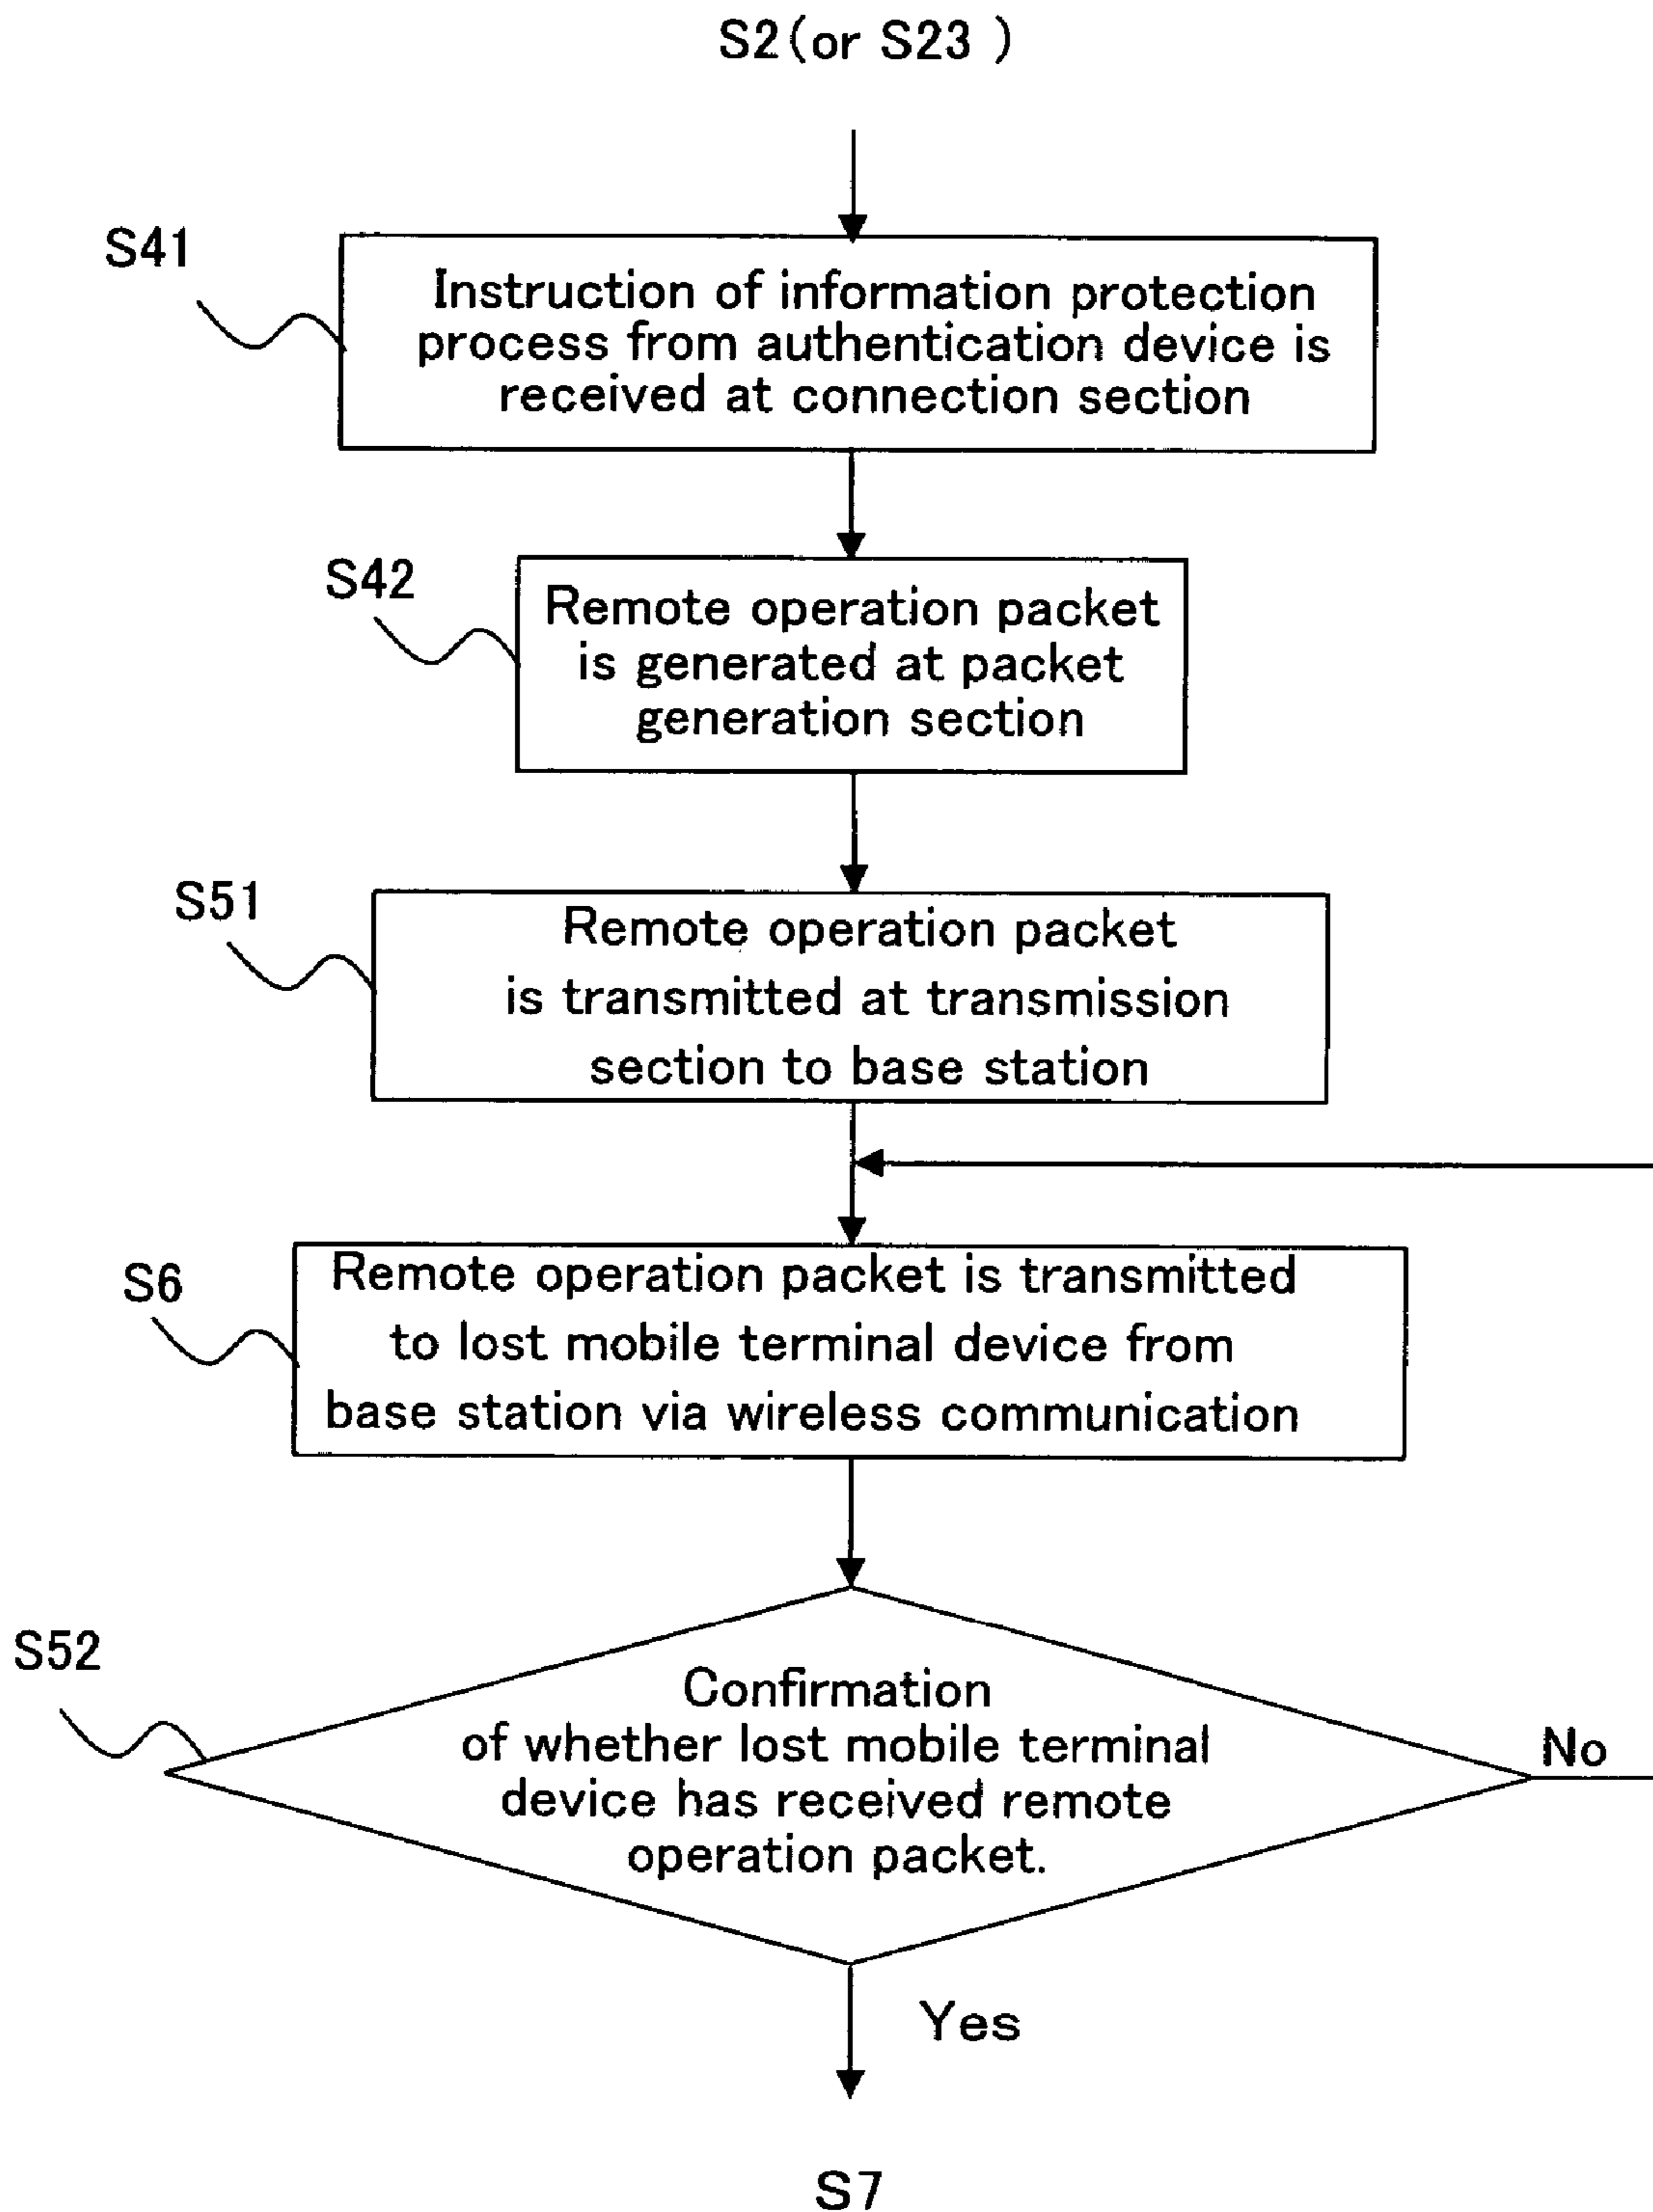 S2(or S23 )
S41
Instruction of information protection
process from authentication device is
received at connection section
S42
Remote operation packet
is generated at packet
generation section
S51
Remote operation packet
is transmitted at transmission
section to base station
S6
Remote operation packet is transmitted
to lost mobile terminal device from
base station via wireless communication
S52
Confirmation
of whether lost mobile terminal
device has received remote
operation packet.
No
Yes
S7